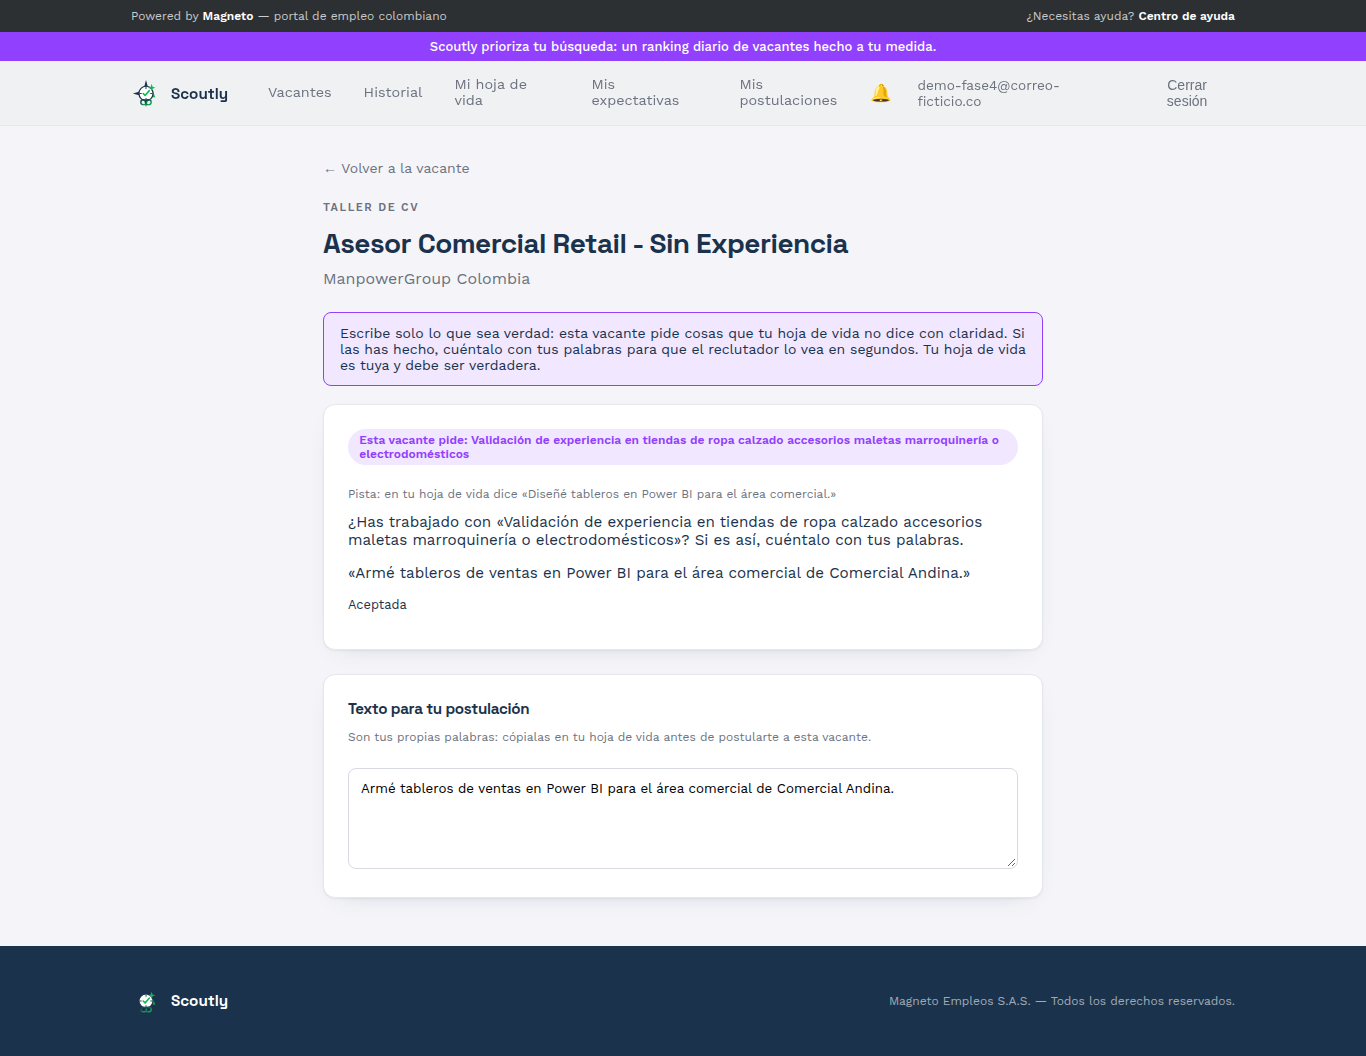 Powered by Magneto — portal de empleo colombiano
¿Necesitas ayuda? Centro de ayuda
Scoutly prioriza tu búsqueda: un ranking diario de vacantes hecho a tu medida.
Scoutly
Vacantes
Historial
Mi hoja de
vida
Mis
expectativas
Mis
postulaciones
demo-fase4@correo-
ficticio.co
Cerrar
sesión
← Volver a la vacante
TALLER DE CV
Asesor Comercial Retail - Sin Experiencia
ManpowerGroup Colombia
Escribe solo lo que sea verdad: esta vacante pide cosas que tu hoja de vida no dice con claridad. Si
las has hecho, cuéntalo con tus palabras para que el reclutador lo vea en segundos. Tu hoja de vida
es tuya y debe ser verdadera.
Esta vacante pide: Validación de experiencia en tiendas de ropa calzado accesorios maletas marroquinería o
electrodomésticos
Pista: en tu hoja de vida dice «Diseñé tableros en Power BI para el área comercial.»
¿Has trabajado con «Validación de experiencia en tiendas de ropa calzado accesorios
maletas marroquinería o electrodomésticos»? Si es así, cuéntalo con tus palabras.
«Armé tableros de ventas en Power BI para el área comercial de Comercial Andina.»
Aceptada
Texto para tu postulación
Son tus propias palabras: cópialas en tu hoja de vida antes de postularte a esta vacante.
Armé tableros de ventas en Power BI para el área comercial de Comercial Andina.
Scoutly
Magneto Empleos S.A.S. — Todos los derechos reservados.